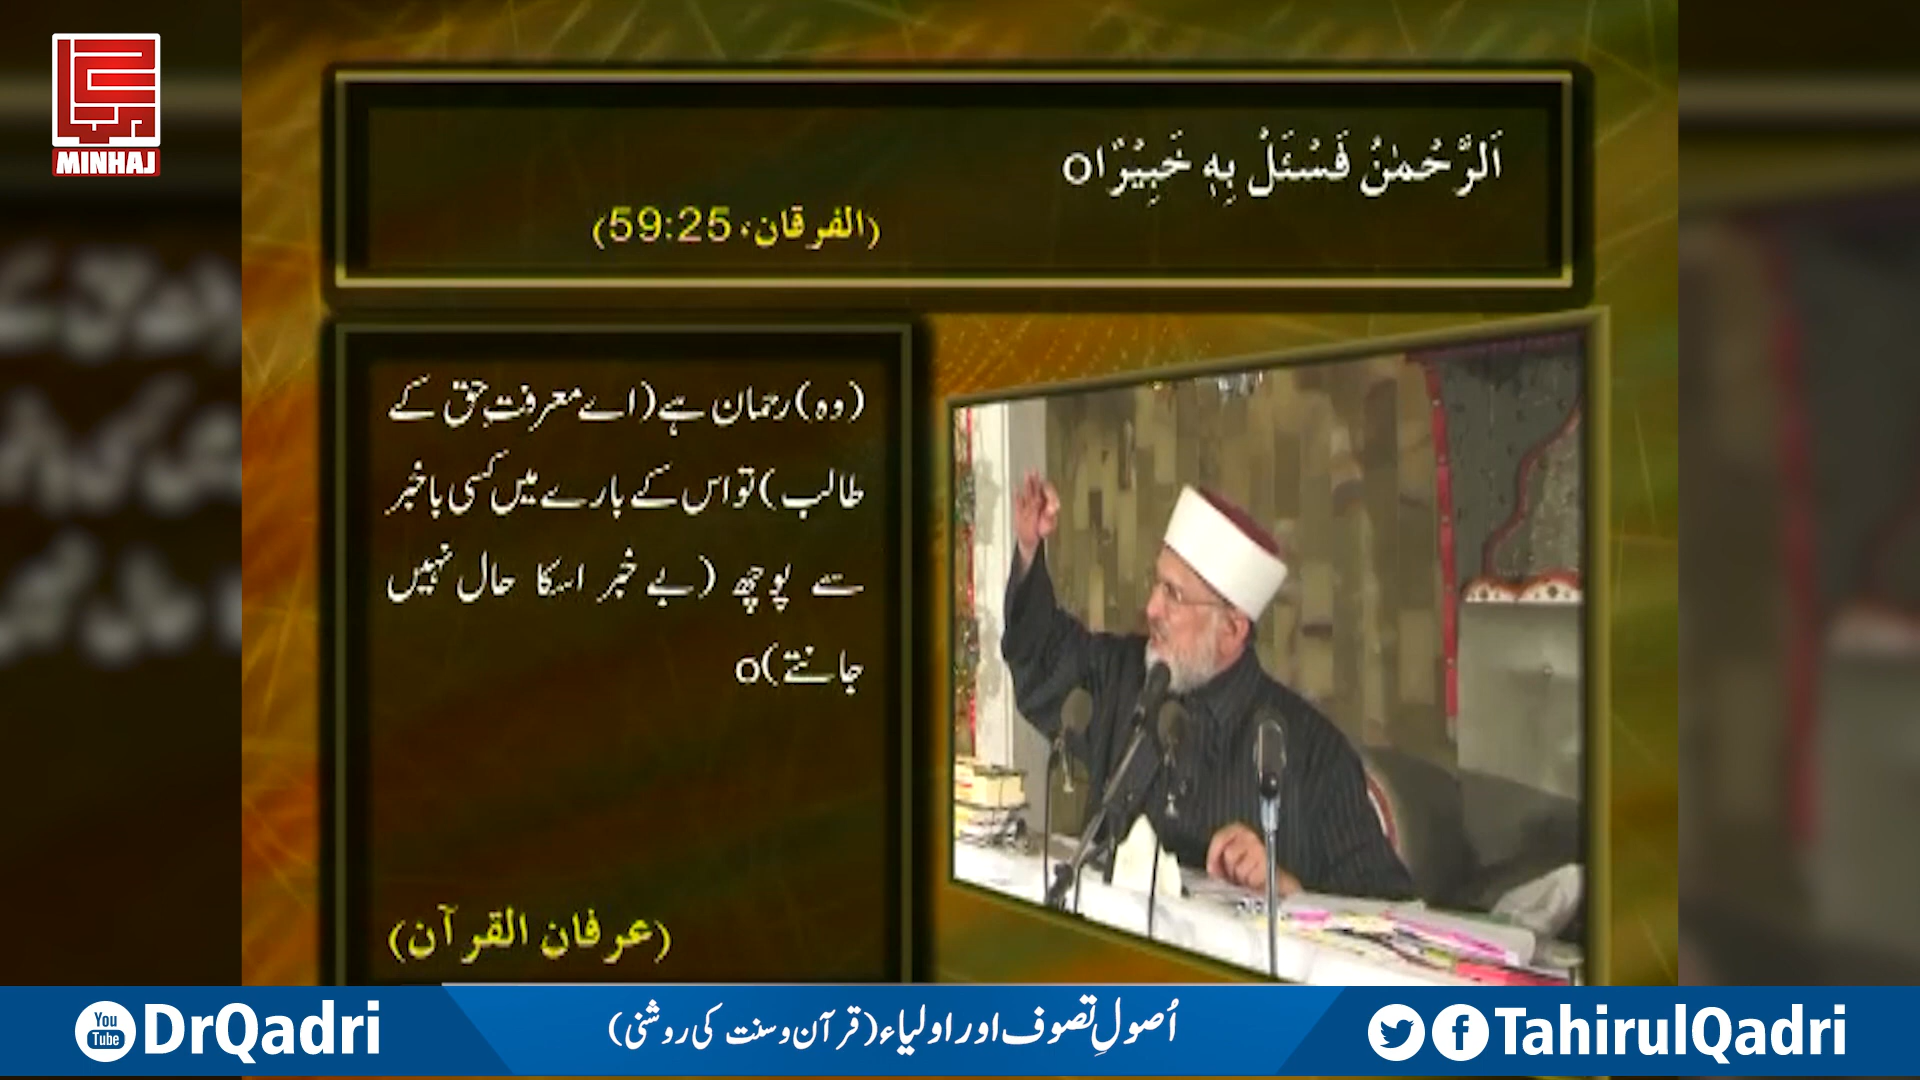 MINHAJ
اَلرَّحْمٰنُ فَسْئَلْ بِهٖ خَبِيْرًاo
(الفرقان، 59:25)
(وہ) رحمان ہے (اے معرفتِ حق کے
طالب) تو اس کے بارے میں کسی باخبر
سے پوچھ (بے خبر اسکا حال نہیں
جانتے)o
(عرفان القرآن)
You Tube DrQadri
اُصولِ تصوف اور اولیاء (قرآن و سنت کی روشنی)
TahirulQadri